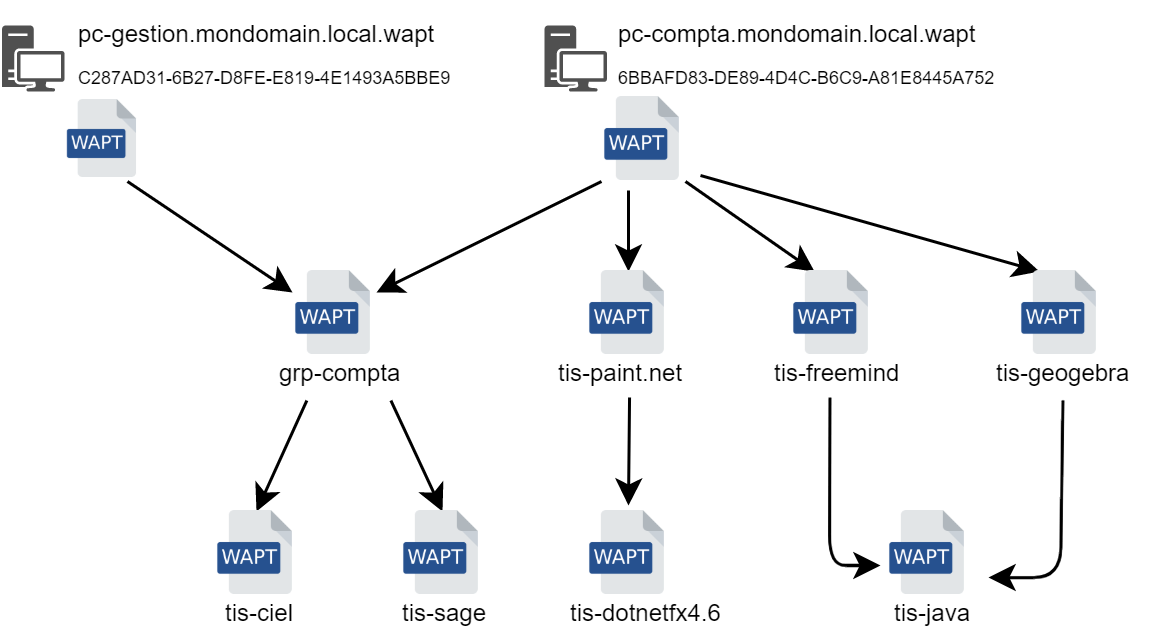 pc-gestion.mondomain.local.wapt
C287AD31-6B27-D8FE-E819-4E1493A5BBE9
WAPT
pc-compta.mondomain.local.wapt
6BBAFD83-DE89-4D4C-B6C9-A81E8445A752
WAPT
WAPT
grp-compta
WAPT
tis-paint.net
WAPT
tis-freemind
WAPT
tis-geogebra
WAPT
tis-ciel
WAPT
tis-sage
WAPT
tis-dotnetfx4.6
WAPT
tis-java